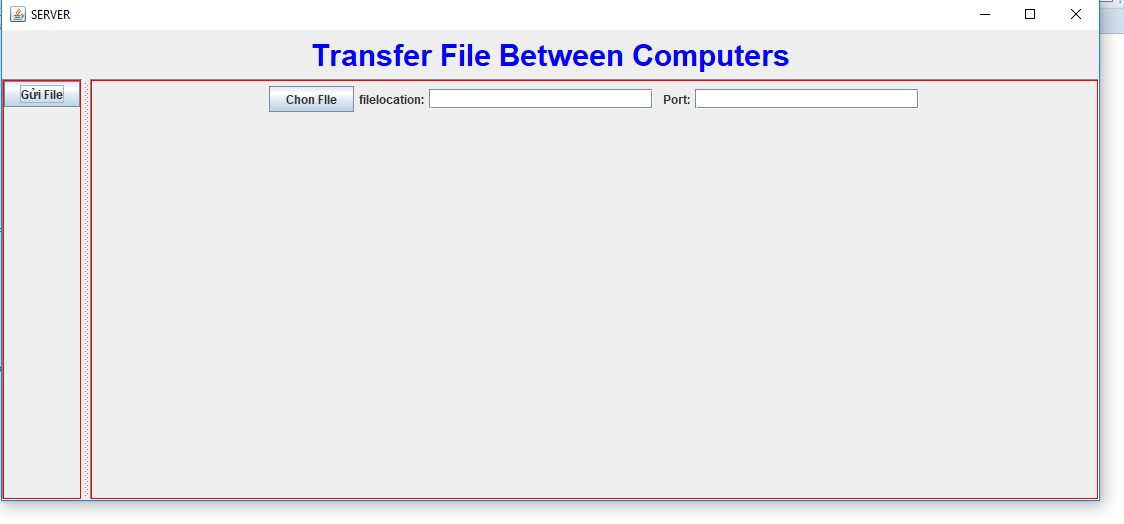 SERVER
Transfer File Between Computers
Gửi File
Chon FIle filelocation: Port: